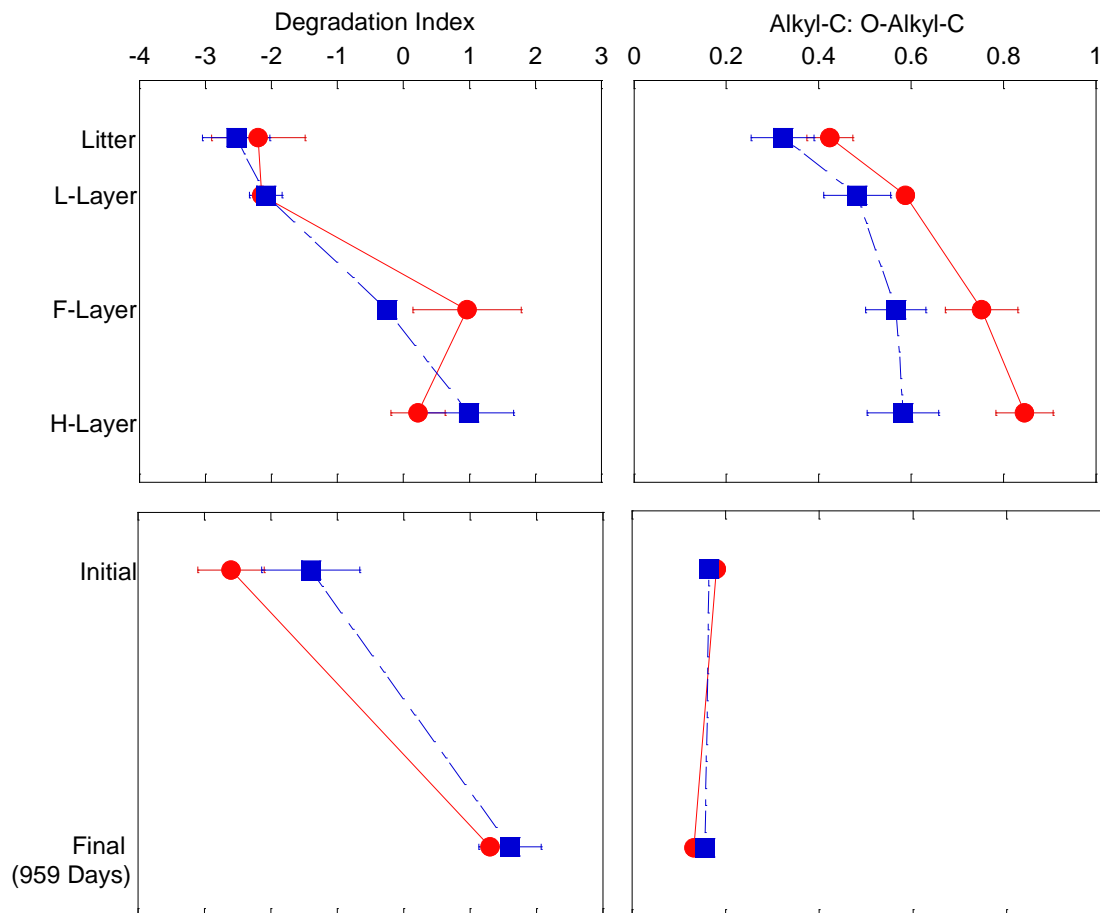 Degradation Index
Alkyl-C: O-Alkyl-C
-4 -3 -2 -1 0 1 2 3
0 0.2 0.4 0.6 0.8 1
Litter
L-Layer
F-Layer
H-Layer
Initial
Final
(959 Days)